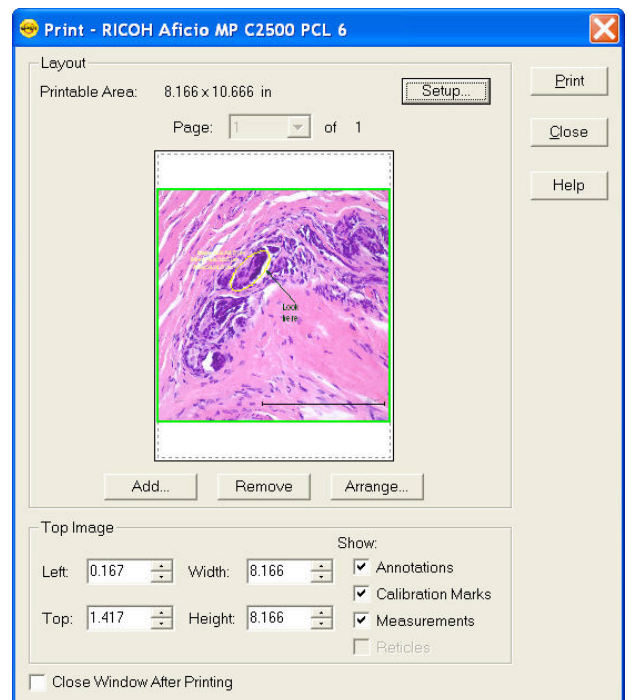 Print - RICOH Aficio MP C2500 PCL 6
Layout
Printable Area: 8.166 x 10.666 in
Setup...
Page: 1 of 1
Look
here
Add... Remove Arrange...
Top Image
Show:
Left: 0.167 Width: 8.166
Annotations
Calibration Marks
Top: 1.417 Height: 8.166
Measurements
Reticles
Close Window After Printing
Print
Close
Help